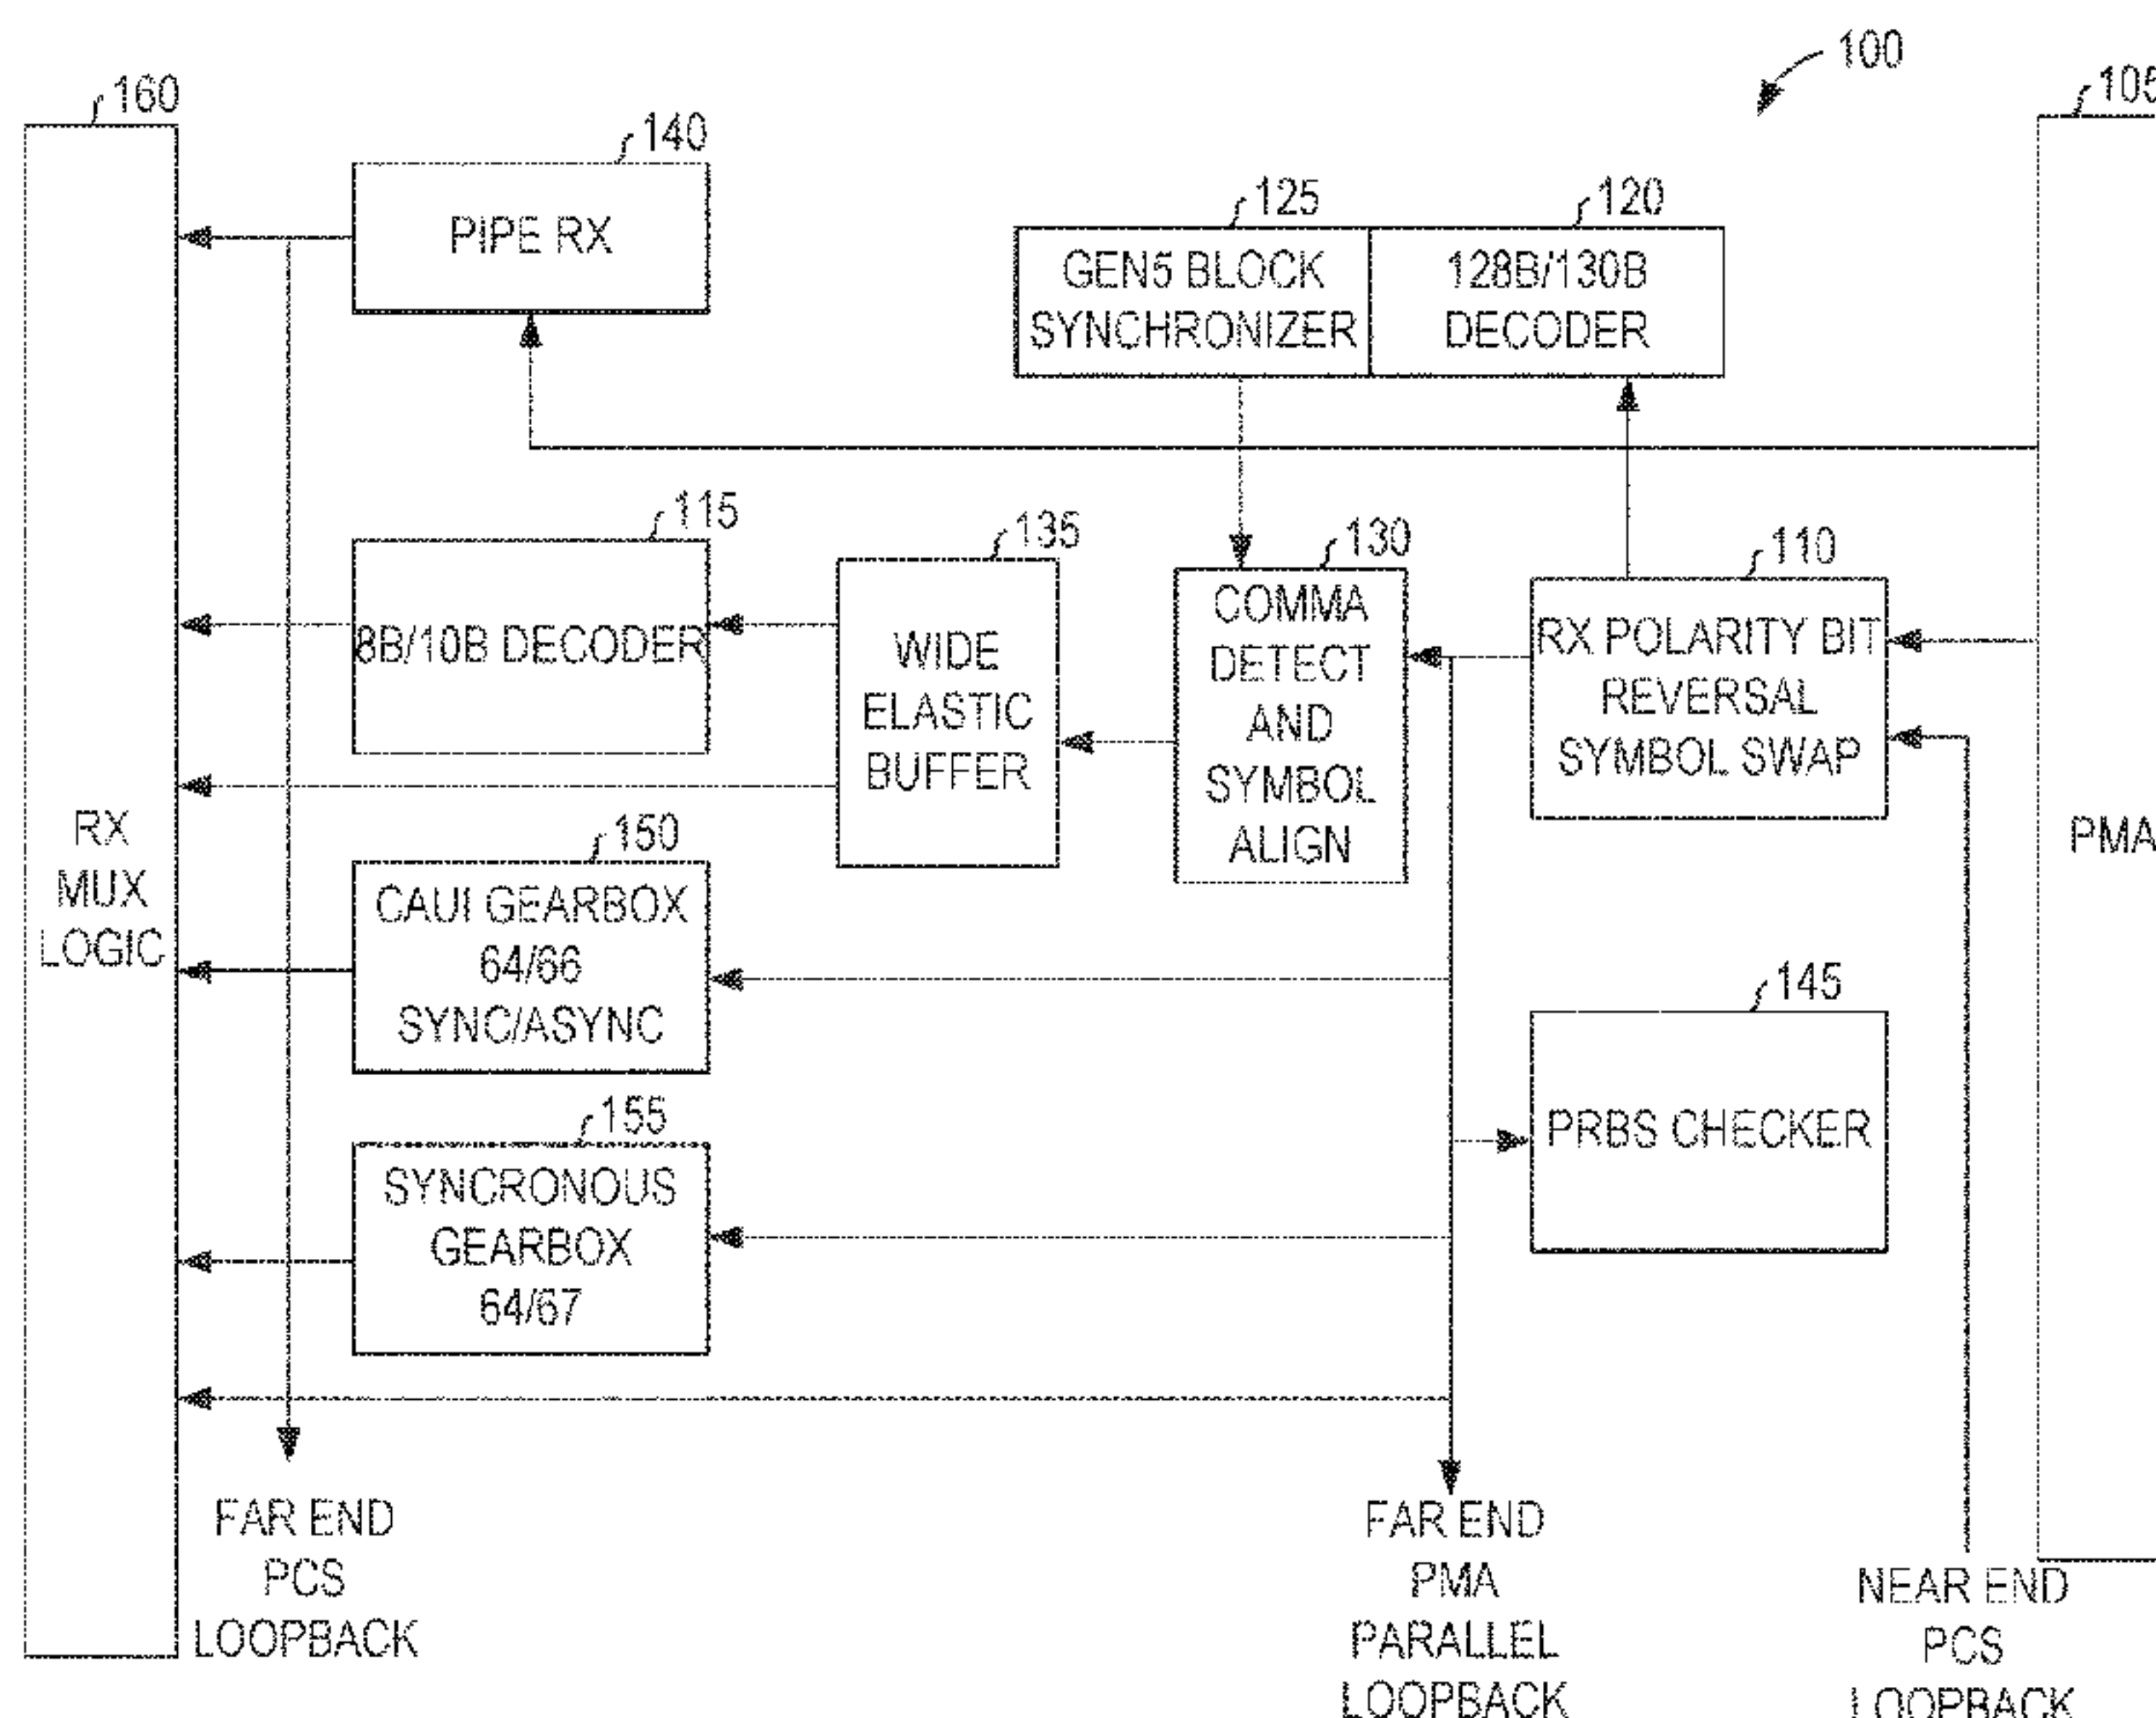 100
160
105
140
PIPE RX
125
120
GEN5 BLOCK
SYNCHRONIZER
128B/130B
DECODER
115
8B/10B DECODER
135
WIDE
ELASTIC
BUFFER
130
COMMA
DETECT
AND
SYMBOL
ALIGN
110
RX POLARITY BIT
REVERSAL
SYMBOL SWAP
RX
MUX
LOGIC
PMA
150
CAUI GEARBOX
64/66
SYNC/ASYNC
145
PRBS CHECKER
155
SYNCRONOUS
GEARBOX
64/67
FAR END
PCS
LOOPBACK
FAR END
PMA
PARALLEL
LOOPBACK
NEAR END
PCS
LOOPBACK